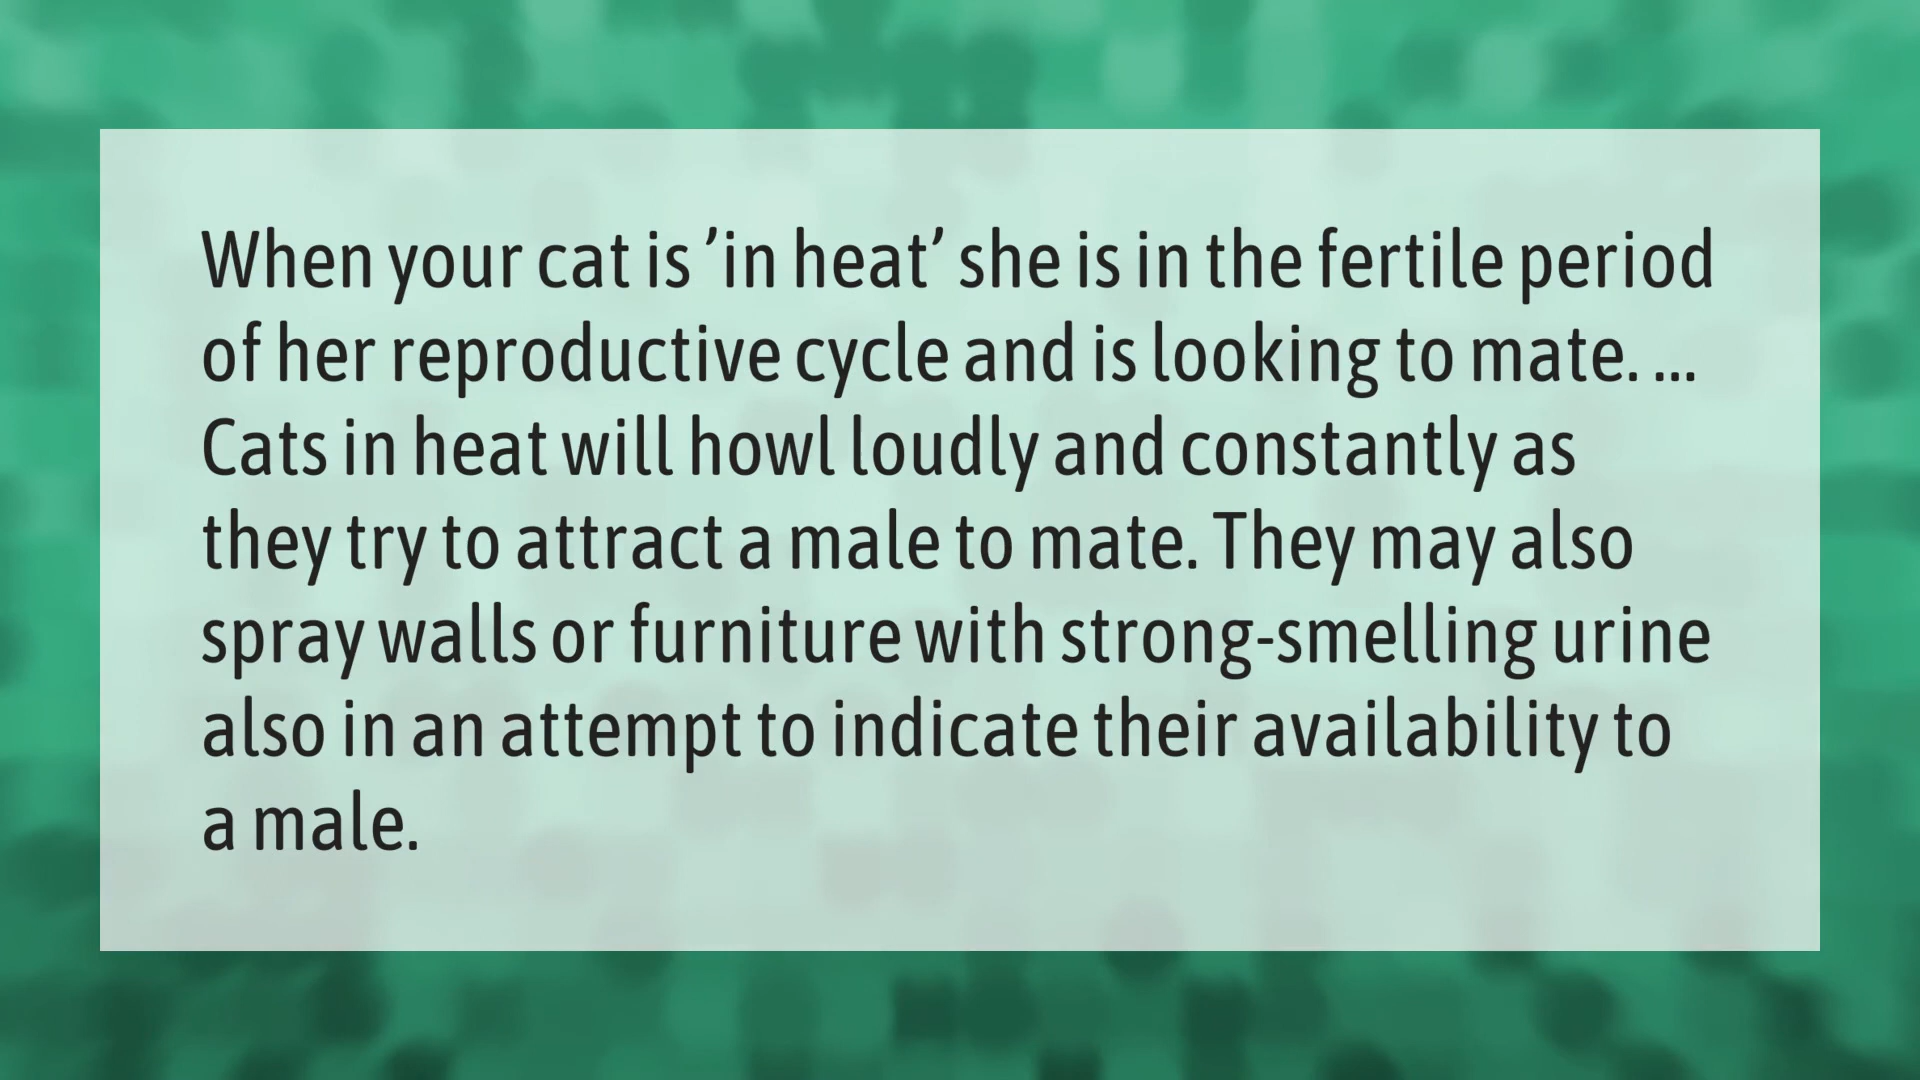 When your cat is ’in heat’ she is in the fertile period
of her reproductive cycle and is looking to mate. ...
Cats in heat will howl loudly and constantly as
they try to attract a male to mate. They may also
spray walls or furniture with strong-smelling urine
also in an attempt to indicate their availability to
a male.